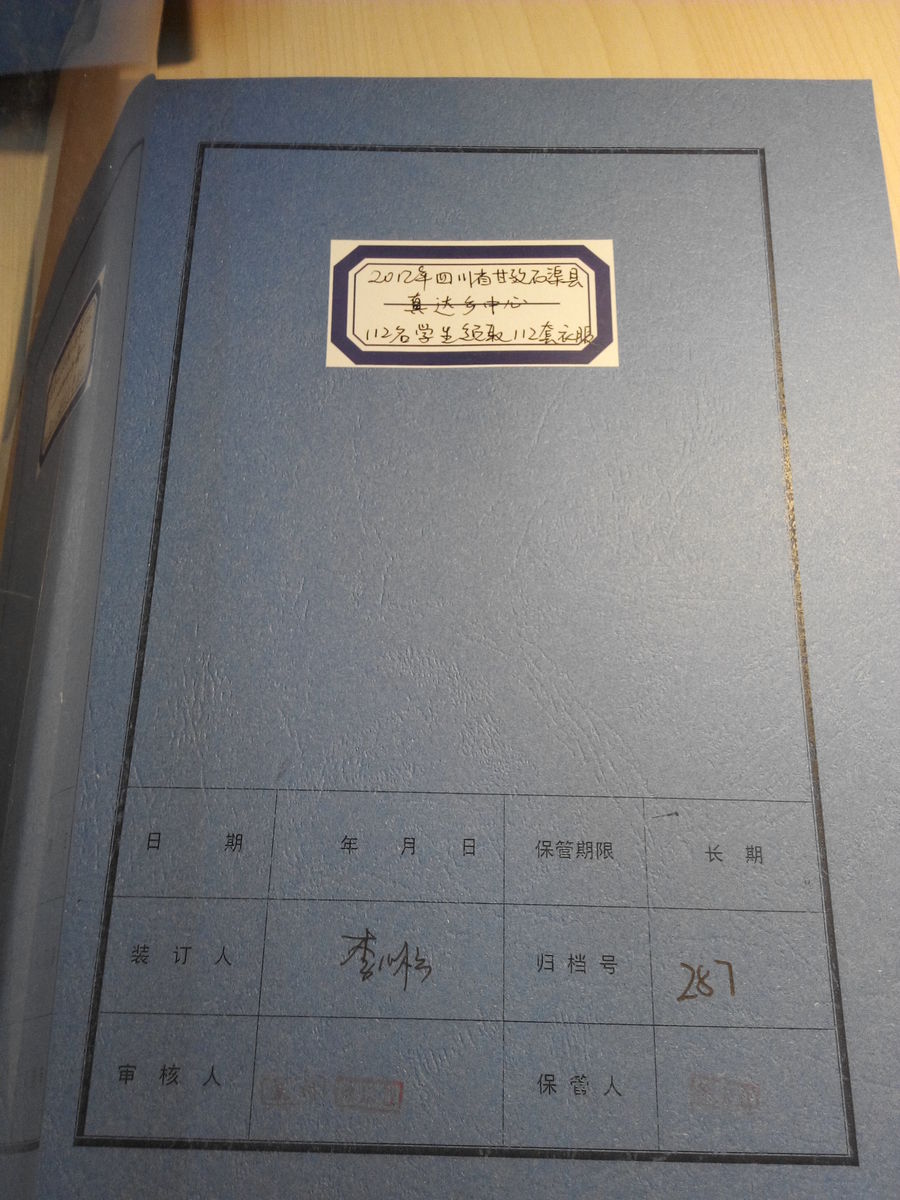 2012年四川省甘孜石渠县
真达乡中心
112名学生领取112套衣服
日 期 年 月 日 保管期限 长 期
装 订 人 归 档 号 287
审 核 人 保 管 人